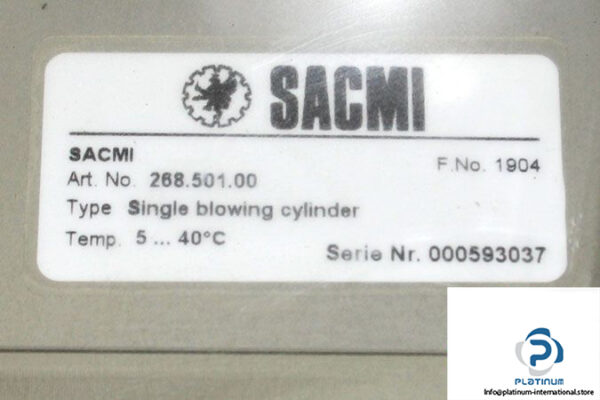 SACMI
SACMI
F.No. 1904
Art. No. 268.501.00
Type Single blowing cylinder
Temp. 5 ... 40°C
Serie Nr. 000593037
PLATINUM
Info@platinum-international.store